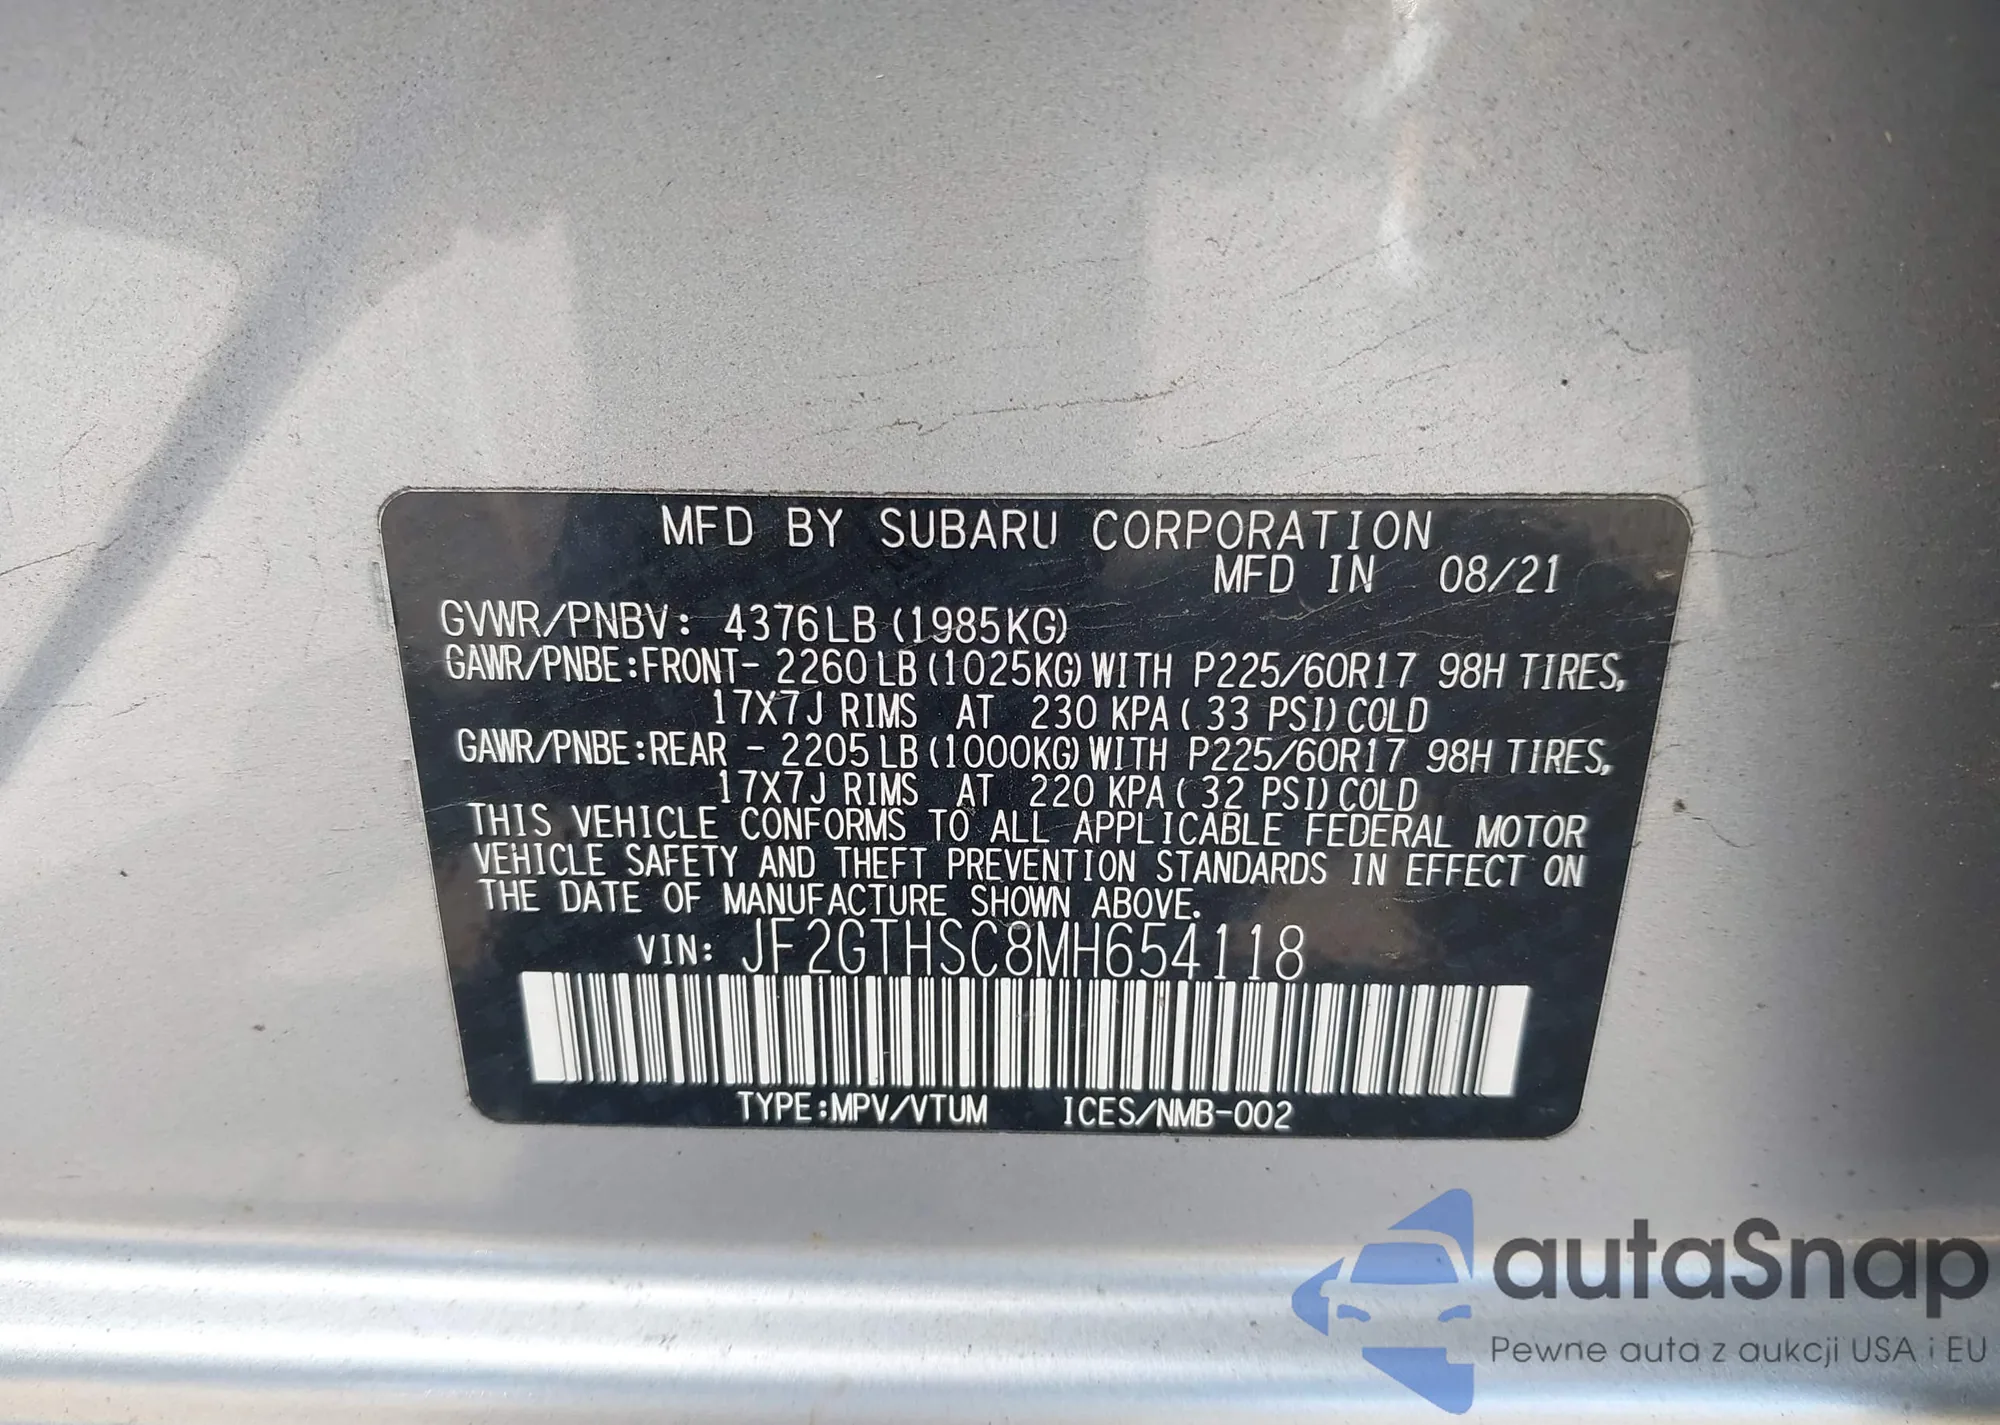 MFD BY SUBARU CORPORATION
MFD IN 08/21
GVWR/PNBV: 4376LB (1985KG)
GAWR/PNBE:FRONT- 2260 LB (1025KG) WITH P225/60R17 98H TIRES,
17X7J RIMS AT 230 KPA ( 33 PSI) COLD
GAWR/PNBE:REAR - 2205 LB (1000KG) WITH P225/60R17 98H TIRES,
17X7J RIMS AT 220 KPA ( 32 PSI) COLD
THIS VEHICLE CONFORMS TO ALL APPLICABLE FEDERAL MOTOR
VEHICLE SAFETY AND THEFT PREVENTION STANDARDS IN EFFECT ON
THE DATE OF MANUFACTURE SHOWN ABOVE.
VIN: JF2GTHSC8MH654118
TYPE:MPV/VTUM ICES/NMB-002
autaSnap
Pewne auta z aukcji USA i EU